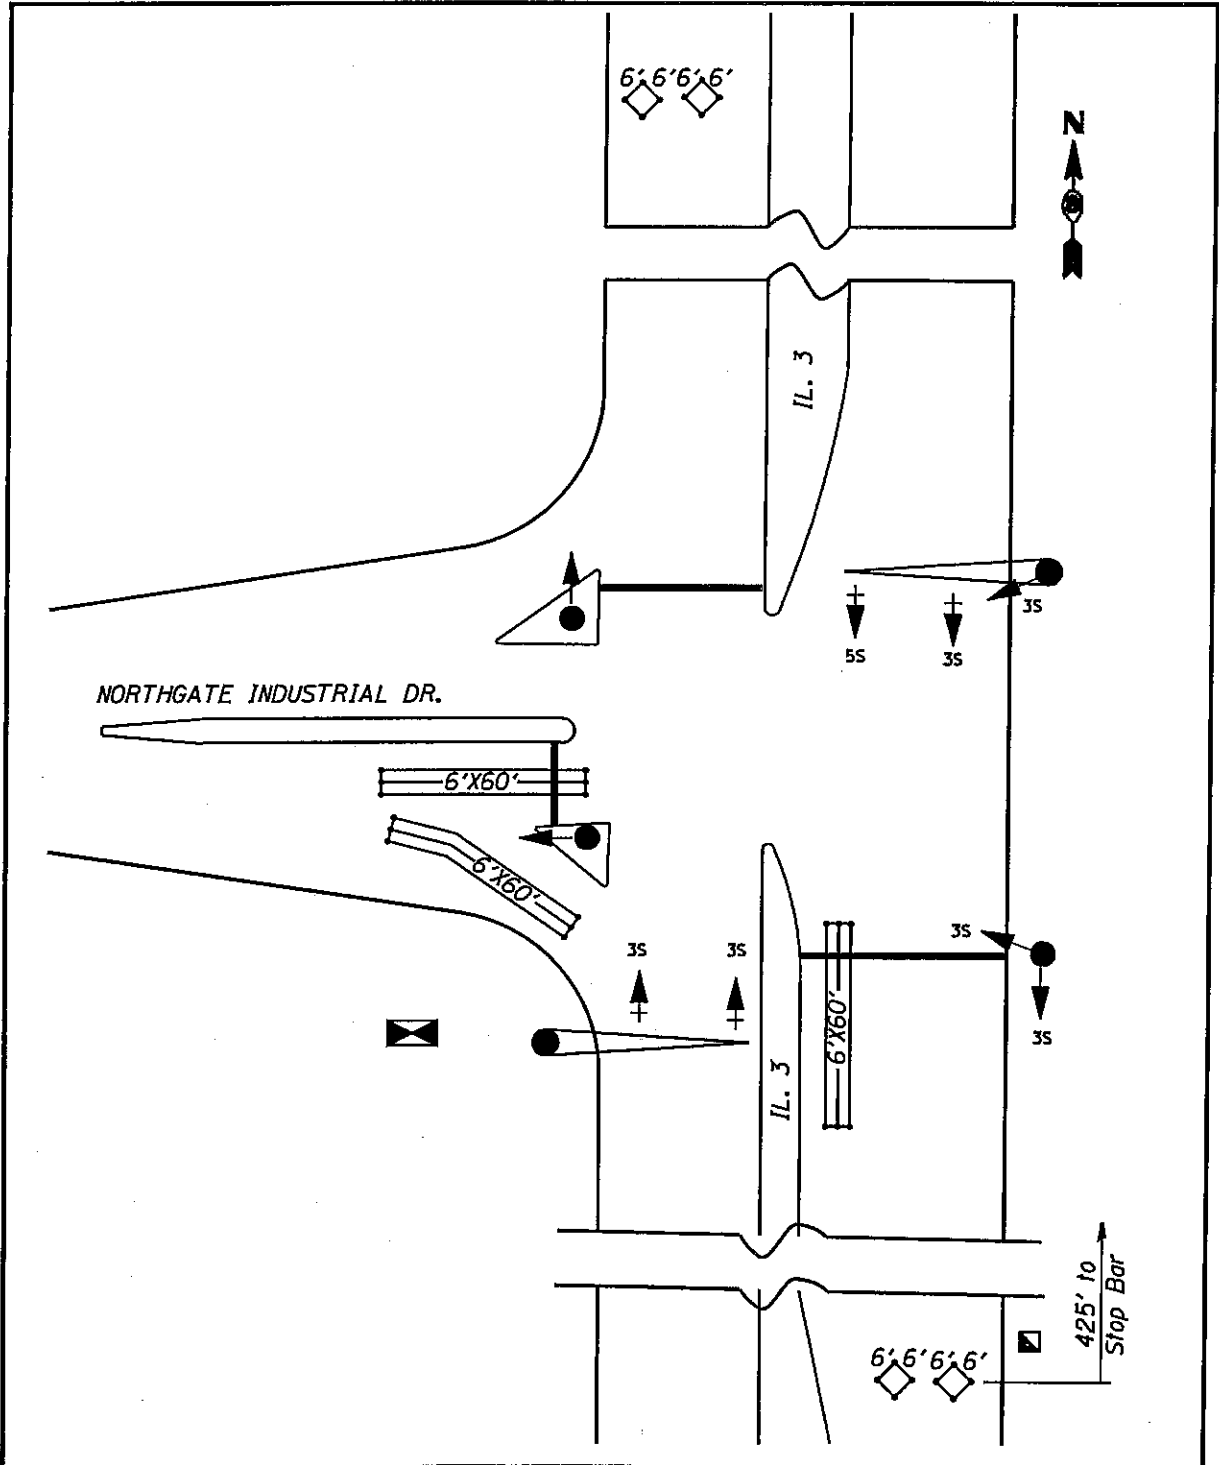 6' 6' 6' 6'
N
IL. 3
3S
5S
3S
NORTHGATE INDUSTRIAL DR.
6'X60'
6'X60'
3S
3S
3S
3S
6'X60'
IL. 3
425' to
Stop Bar
6' 6' 6' 6'